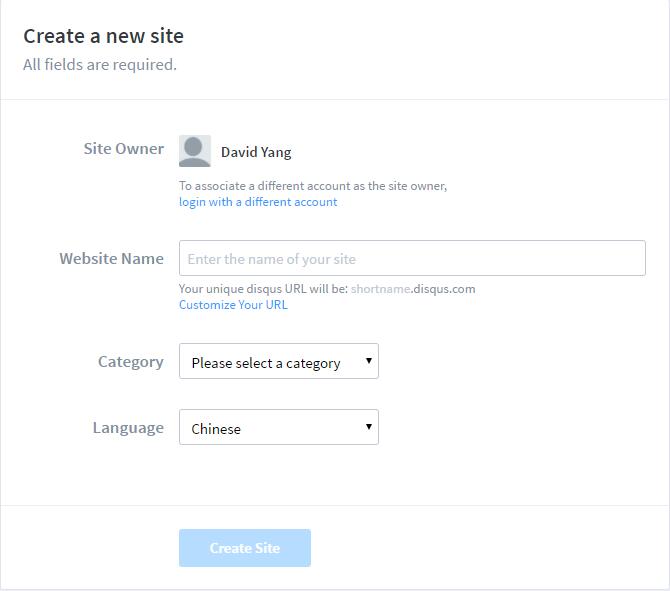 Create a new site
All fields are required.
Site Owner
David Yang
To associate a different account as the site owner,
login with a different account
Website Name
Enter the name of your site
Your unique disqus URL will be: shortname.disqus.com
Customize Your URL
Category
Please select a category
Language
Chinese
Create Site